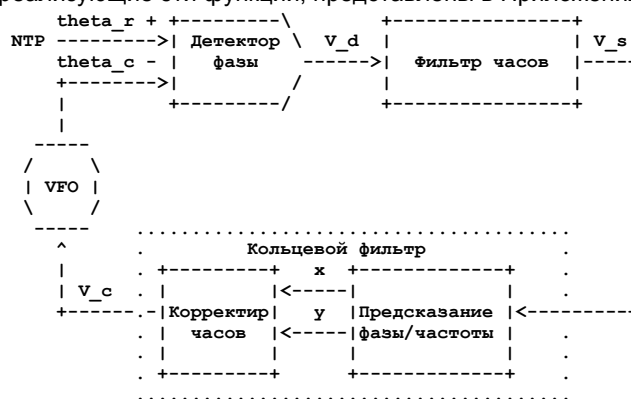 реализующие эти функции, представлены в Приложени
theta_r + +---------\ +----------------+
NTP --------->| Детектор \ V_d | | V_s
theta_c - | фазы ------>| Фильтр часов |----
+-------->| / | |
| +---------/ +----------------+
|
-----
/ \
| VFO |
\ /
-----
^ . Кольцевой фильтр .
| . +----------+ x +--------------+ .
| V_c . | |<-----| | .
+------.-|Корректир| y |Предсказание |<---------
. | часов |<-----|фазы/частоты | .
. | | | | .
. +----------+ +--------------+ .